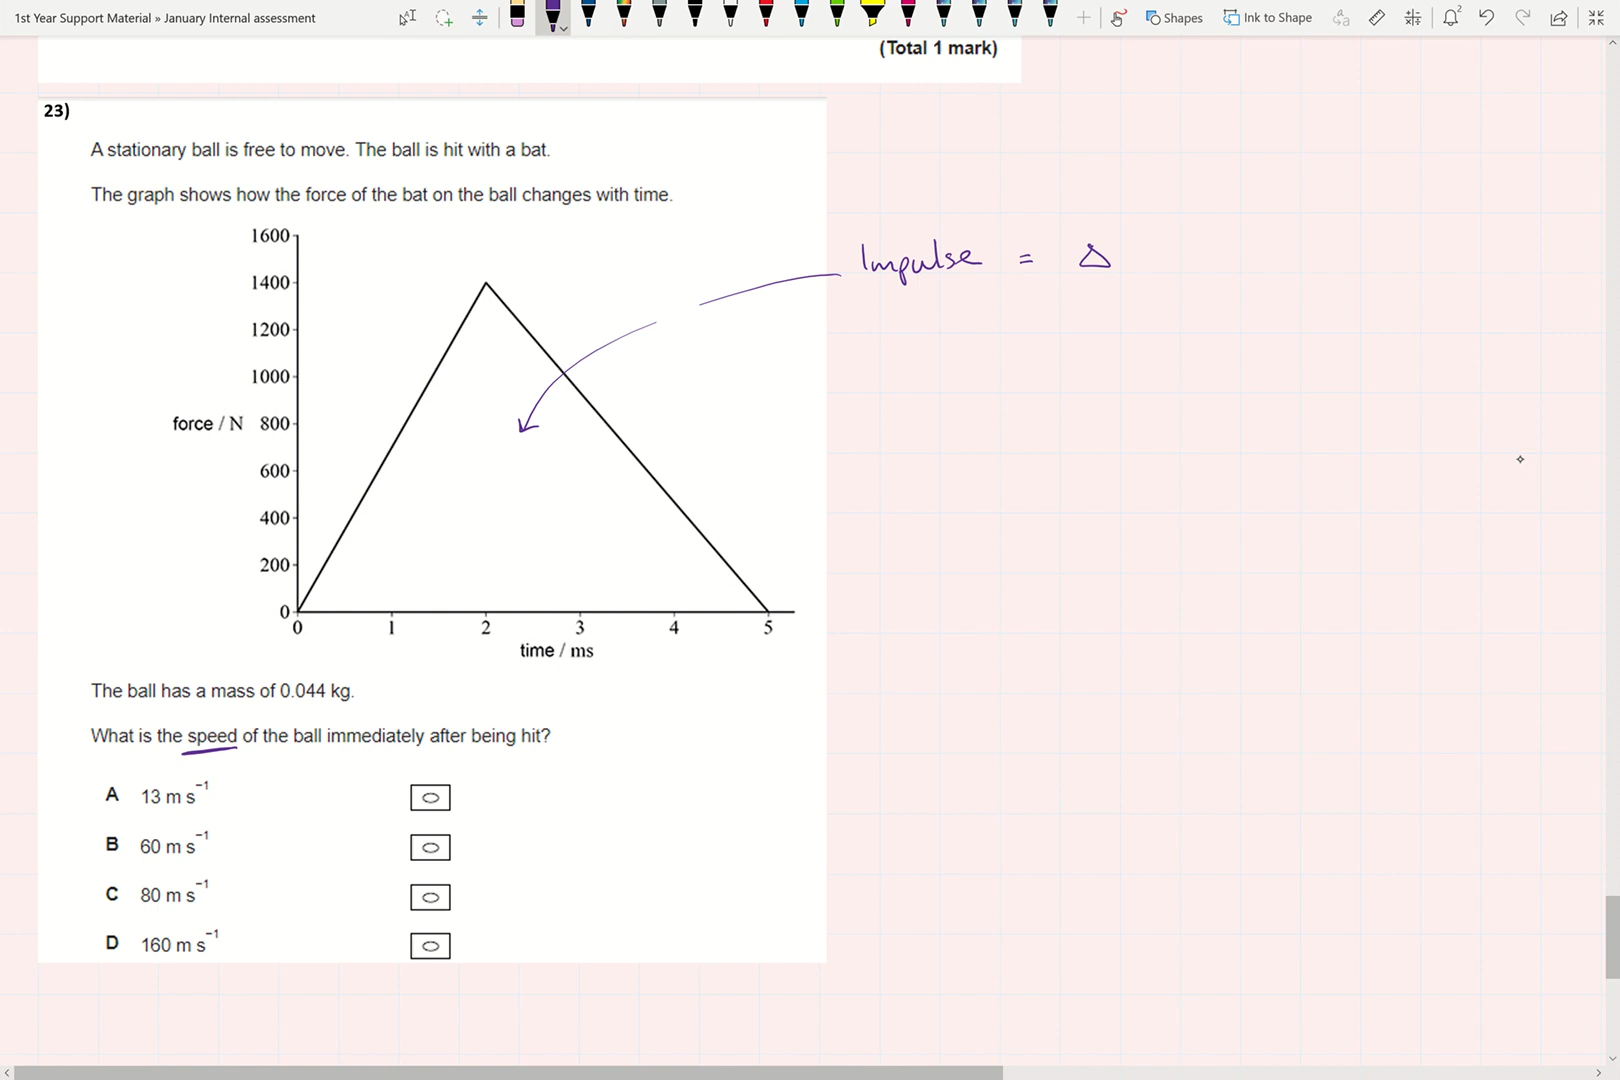 1st Year Support Material » January Internal assessment
Shapes
Ink to Shape
(Total 1 mark)
23)
A stationary ball is free to move. The ball is hit with a bat.
The graph shows how the force of the bat on the ball changes with time.
1600
1400
1200
1000
force / N 800
600
400
200
0
0 1 2 3 4 5
time / ms
Impulse = Δ
The ball has a mass of 0.044 kg.
What is the speed of the ball immediately after being hit?
A 13 m s⁻¹
B 60 m s⁻¹
C 80 m s⁻¹
D 160 m s⁻¹